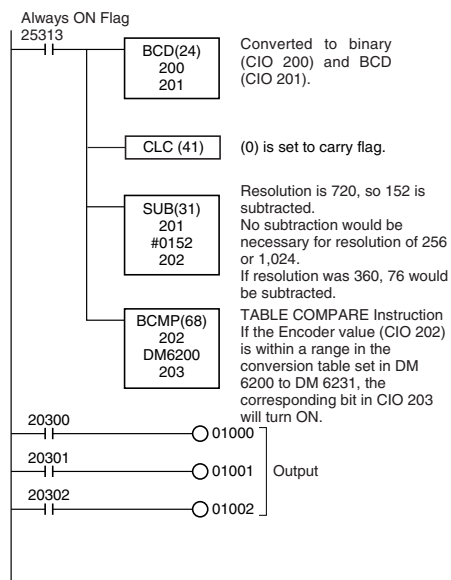 Always ON Flag
25313
BCD(24)
200
201
Converted to binary
(CIO 200) and BCD
(CIO 201).
CLC (41)
(0) is set to carry flag.
SUB(31)
201
#0152
202
Resolution is 720, so 152 is
subtracted.
No subtraction would be
necessary for resolution of 256
or 1,024.
If resolution was 360, 76 would
be subtracted.
BCMP(68)
202
DM6200
203
TABLE COMPARE Instruction
If the Encoder value (CIO 202)
is within a range in the
conversion table set in DM
6200 to DM 6231, the
corresponding bit in CIO 203
will turn ON.
20300
01000
20301
01001
Output
20302
01002